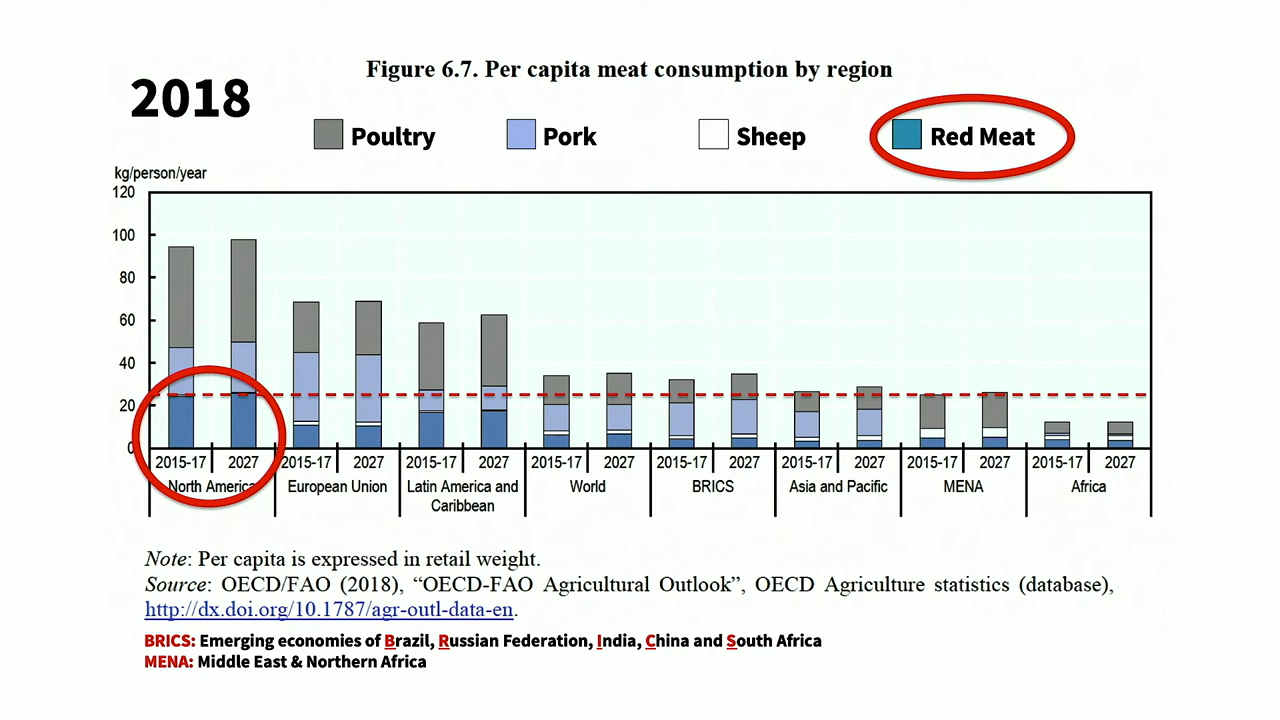 Figure 6.7. Per capita meat consumption by region
2018
Poultry Pork Sheep Red Meat
kg/person/year
120
100
80
60
40
20
0
2015-17 2027 2015-17 2027 2015-17 2027 2015-17 2027 2015-17 2027 2015-17 2027 2015-17 2027 2015-17 2027
North America European Union Latin America and World BRICS Asia and Pacific MENA Africa
Caribbean
Note: Per capita is expressed in retail weight.
Source: OECD/FAO (2018), “OECD-FAO Agricultural Outlook”, OECD Agriculture statistics (database),
http://dx.doi.org/10.1787/agr-outl-data-en.
BRICS: Emerging economies of Brazil, Russian Federation, India, China and South Africa
MENA: Middle East & Northern Africa